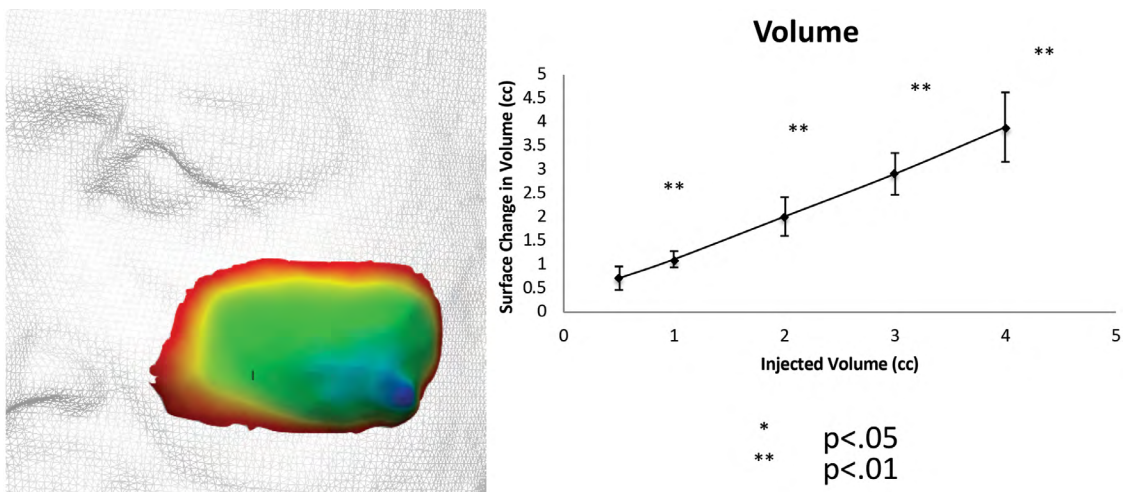 Volume
**
**
**
**
5
4.5
4
3.5
3
2.5
2
1.5
1
0.5
0
Surface Change in Volume (cc)
0 1 2 3 4 5
Injected Volume (cc)
* p<.05
** p<.01